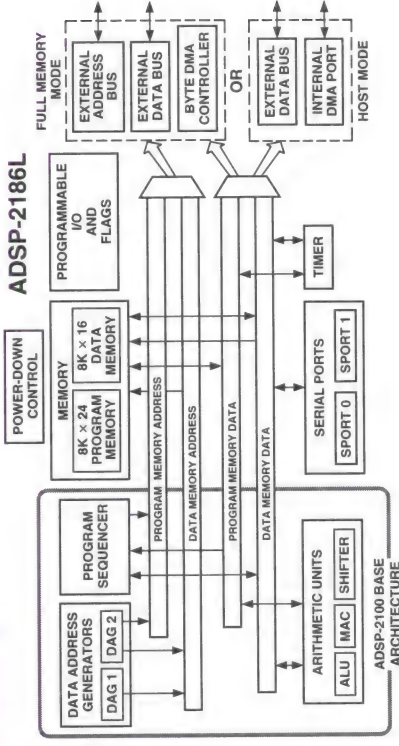 ADSP-2186L
POWER-DOWN
CONTROL
FULL MEMORY
MODE
DATA ADDRESS
GENERATORS
DAG 1
DAG 2
PROGRAM
SEQUENCER
MEMORY
8K × 24
PROGRAM
MEMORY
8K × 16
DATA
MEMORY
PROGRAMMABLE
I/O
AND
FLAGS
EXTERNAL
ADDRESS
BUS
EXTERNAL
DATA BUS
BYTE DMA
CONTROLLER
OR
EXTERNAL
DATA BUS
INTERNAL
DMA PORT
HOST MODE
PROGRAM MEMORY ADDRESS
DATA MEMORY ADDRESS
PROGRAM MEMORY DATA
DATA MEMORY DATA
ARITHMETIC UNITS
ALU
MAC
SHIFTER
SERIAL PORTS
SPORT 0
SPORT 1
TIMER
ADSP-2100 BASE
ARCHITECTURE